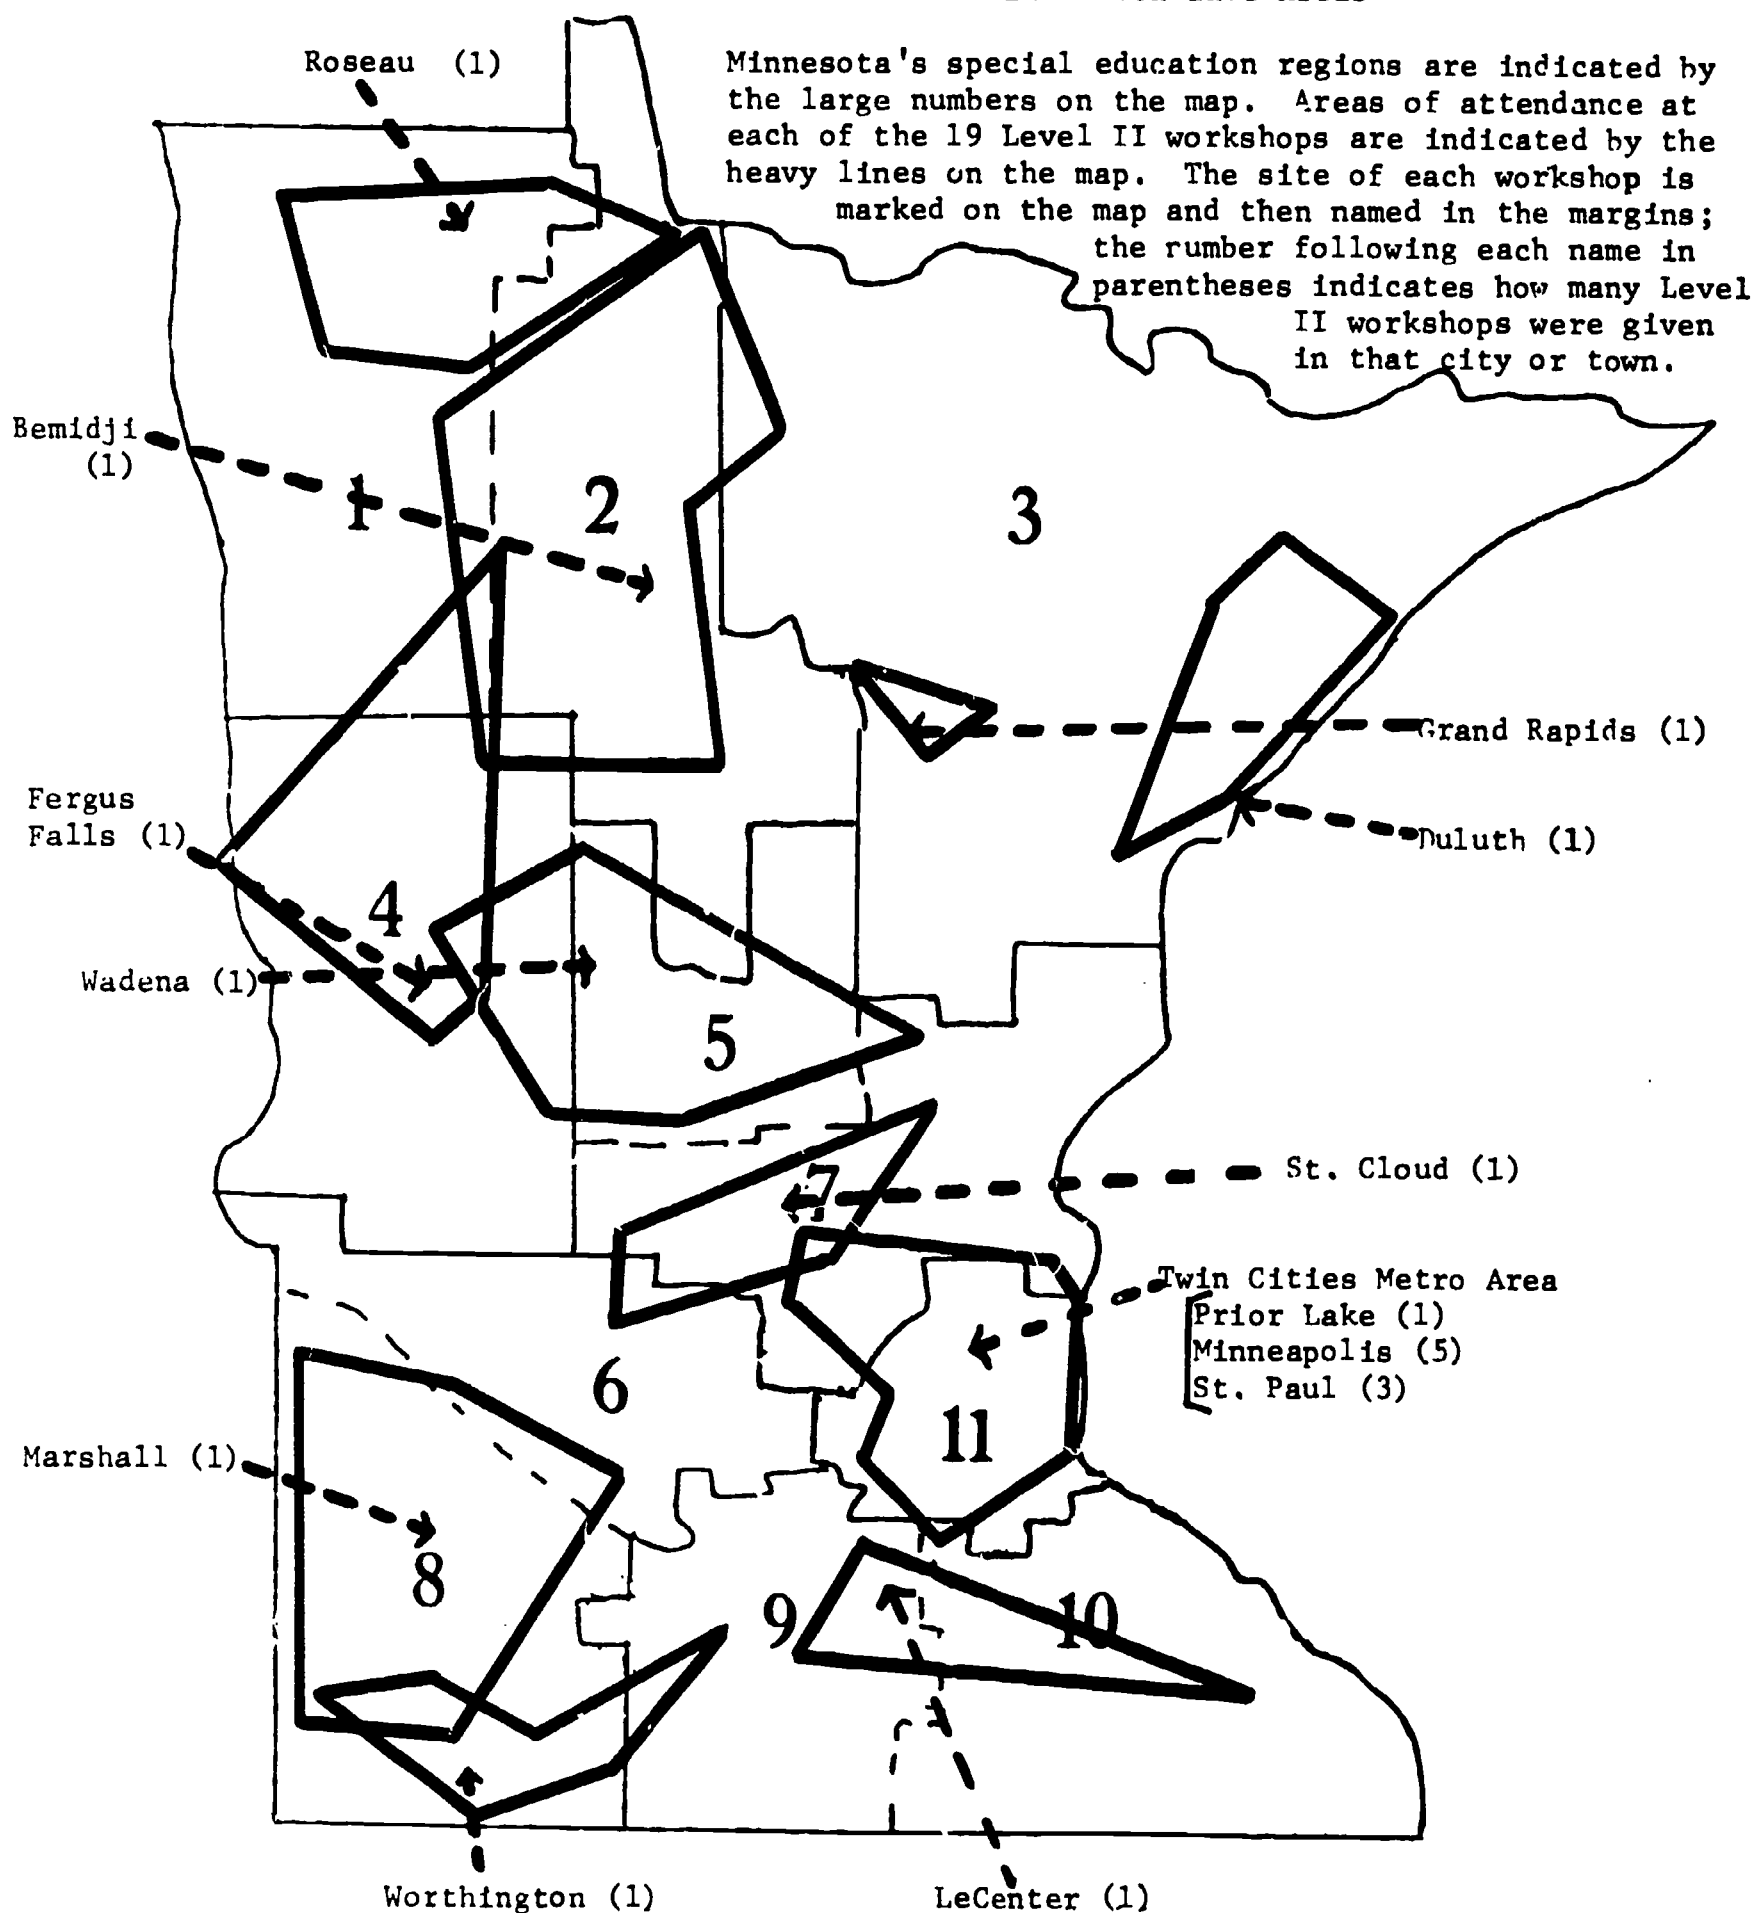 Roseau (1)
Minnesota's special education regions are indicated by
the large numbers on the map. Areas of attendance at
each of the 19 Level II workshops are indicated by the
heavy lines on the map. The site of each workshop is
marked on the map and then named in the margins;
the rumber following each name in
parentheses indicates how many Level
II workshops were given
in that city or town.
Bemidji
(1)
1
2
3
Grand Rapids (1)
Fergus
Falls (1)
Duluth (1)
4
Wadena (1)
5
St. Cloud (1)
7
Twin Cities Metro Area
Prior Lake (1)
Minneapolis (5)
St. Paul (3)
6
11
Marshall (1)
8
9
10
Worthington (1)
LeCenter (1)